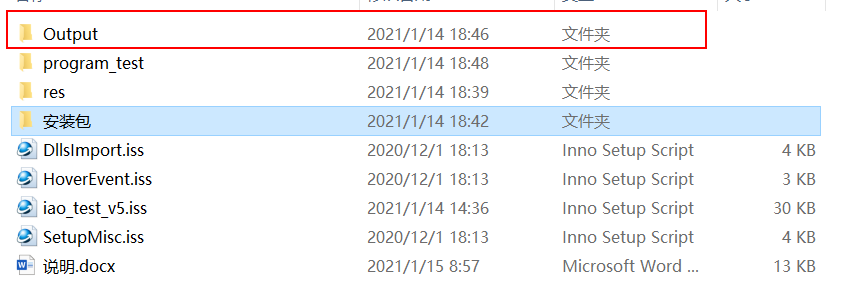 Output 2021/1/14 18:46 文件夹
program_test 2021/1/14 18:48 文件夹
res 2021/1/14 18:39 文件夹
安装包 2021/1/14 18:42 文件夹
DllsImport.iss 2020/12/1 18:13 Inno Setup Script 4 KB
HoverEvent.iss 2020/12/1 18:13 Inno Setup Script 3 KB
iao_test_v5.iss 2021/1/14 14:36 Inno Setup Script 30 KB
SetupMisc.iss 2020/12/1 18:13 Inno Setup Script 4 KB
说明.docx 2021/1/15 8:57 Microsoft Word ... 13 KB